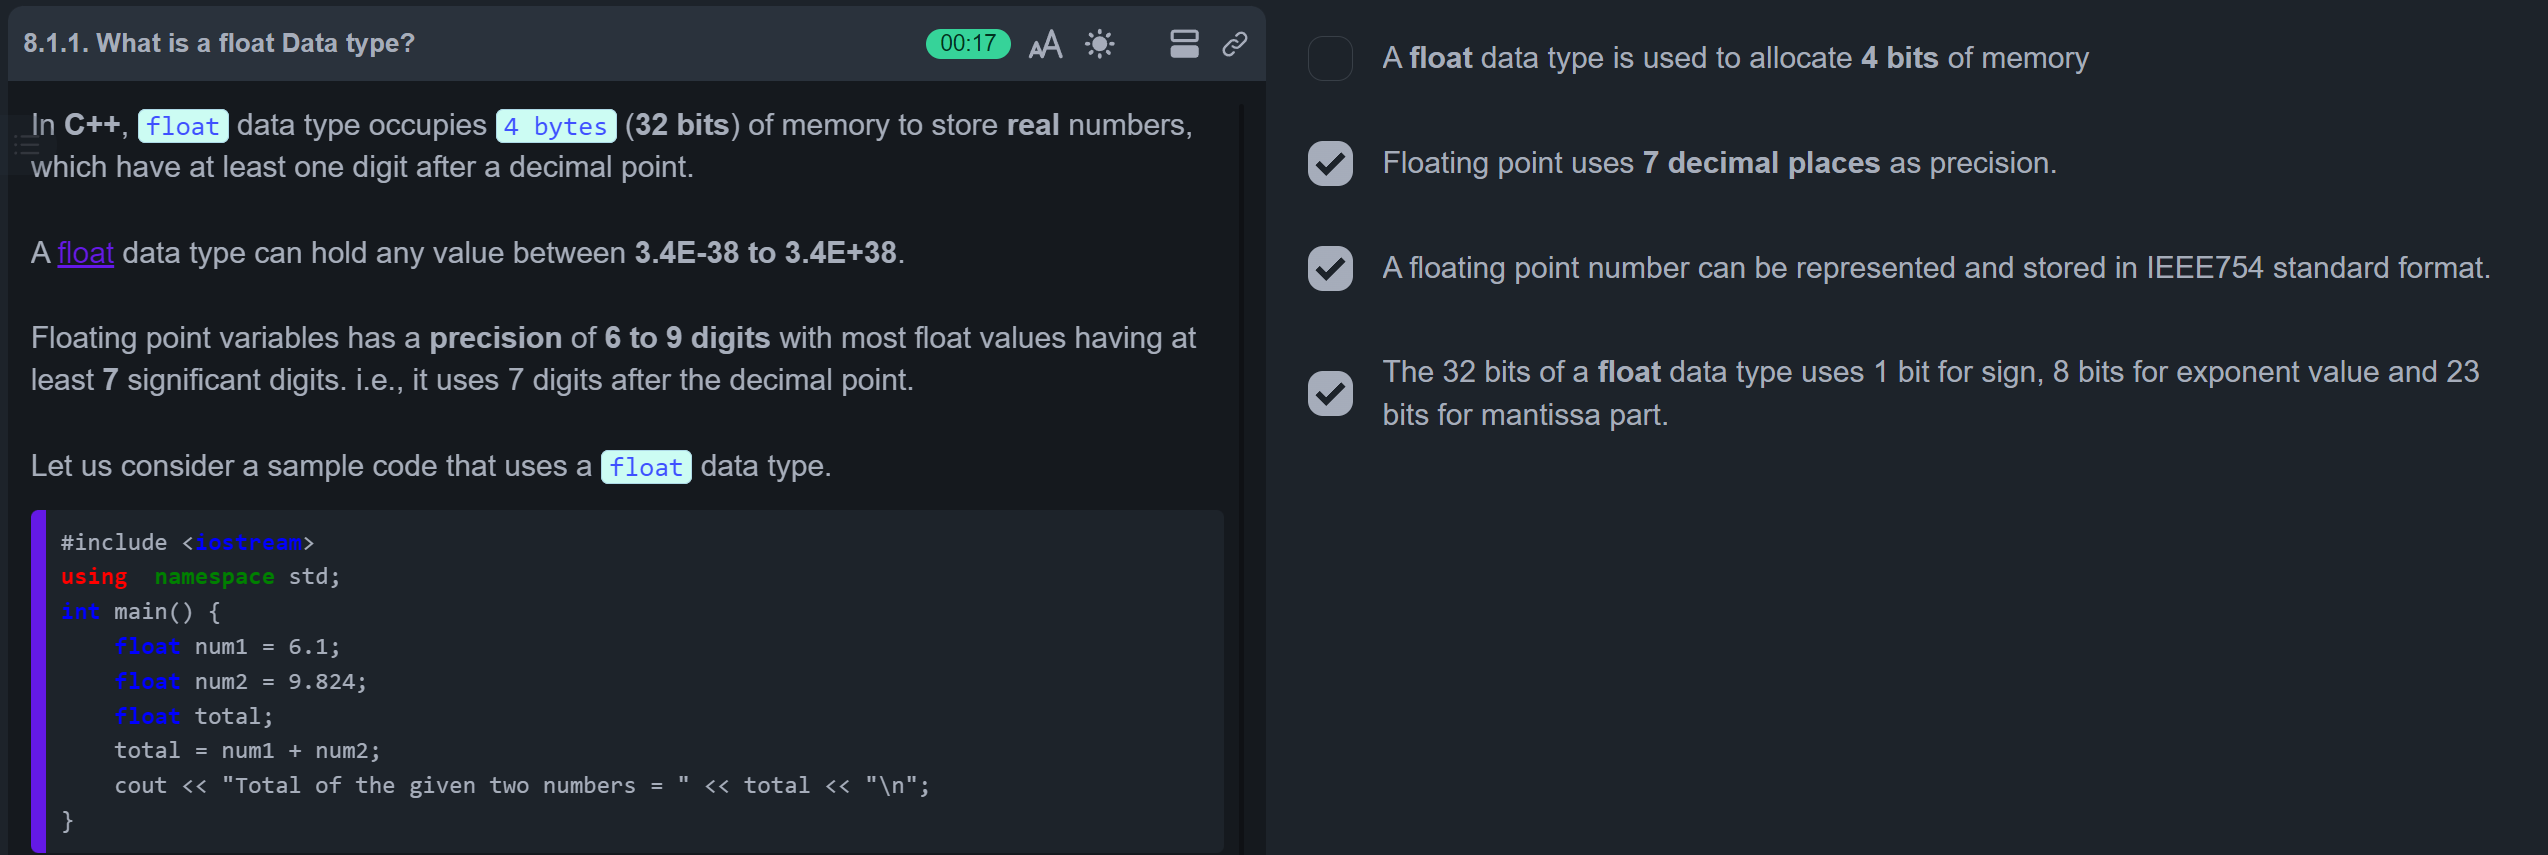 8.1.1. What is a float Data type?
00:17
In C++, float data type occupies 4 bytes (32 bits) of memory to store real numbers,
which have at least one digit after a decimal point.
A float data type can hold any value between 3.4E-38 to 3.4E+38.
Floating point variables has a precision of 6 to 9 digits with most float values having at
least 7 significant digits. i.e., it uses 7 digits after the decimal point.
Let us consider a sample code that uses a float data type.
#include <iostream>
using  namespace std;
int main() {
    float num1 = 6.1;
    float num2 = 9.824;
    float total;
    total = num1 + num2;
    cout << "Total of the given two numbers = " << total << "\n";
}
A float data type is used to allocate 4 bits of memory
Floating point uses 7 decimal places as precision.
A floating point number can be represented and stored in IEEE754 standard format.
The 32 bits of a float data type uses 1 bit for sign, 8 bits for exponent value and 23
bits for mantissa part.